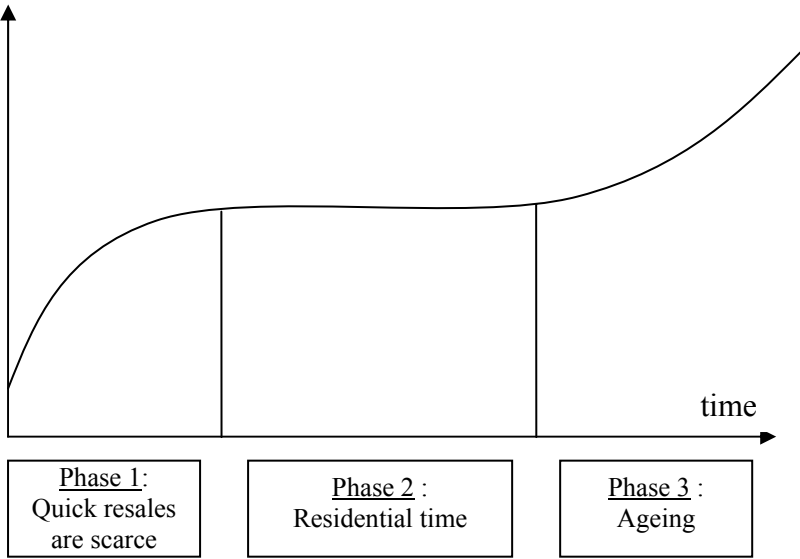 time
Phase 1:
Quick resales
are scarce
Phase 2 :
Residential time
Phase 3 :
Ageing